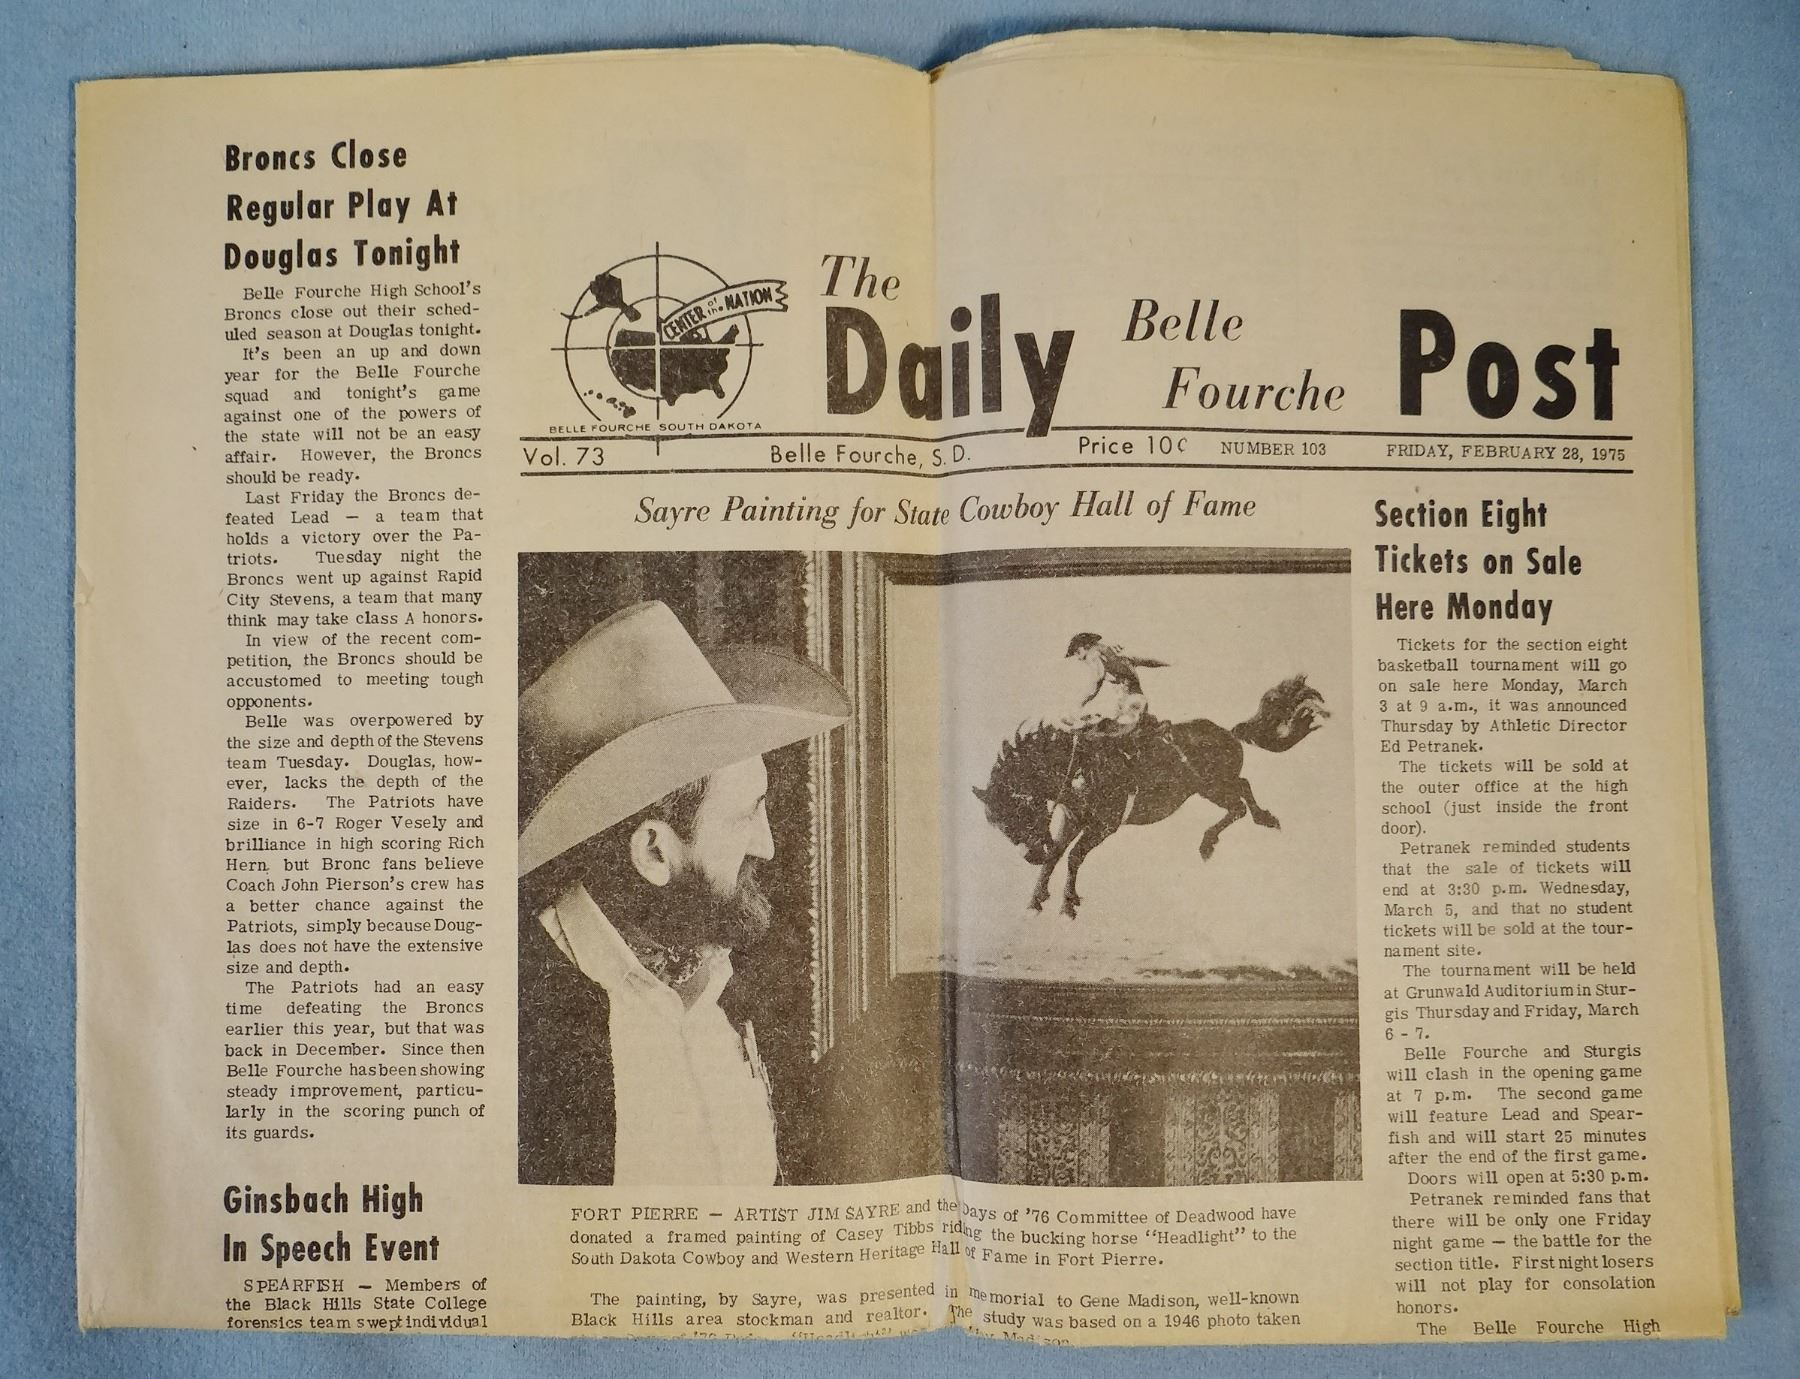 Broncs Close
Regular Play At
Douglas Tonight
Belle Fourche High School's
Broncs close out their sched-
uled season at Douglas tonight.
It's been an up and down
year for the Belle Fourche
squad and tonight's game
against one of the powers of
the state will not be an easy
affair. However, the Broncs
should be ready.
Last Friday the Broncs de-
feated Lead — a team that
holds a victory over the Pa-
triots. Tuesday night the
Broncs went up against Rapid
City Stevens, a team that many
think may take class A honors.
In view of the recent com-
petition, the Broncs should be
accustomed to meeting tough
opponents.
Belle was overpowered by
the size and depth of the Stevens
team Tuesday. Douglas, how-
ever, lacks the depth of the
Raiders. The Patriots have
size in 6-7 Roger Vesely and
brilliance in high scoring Rich
Hern, but Bronc fans believe
Coach John Pierson's crew has
a better chance against the
Patriots, simply because Doug-
las does not have the extensive
size and depth.
The Patriots had an easy
time defeating the Broncs
earlier this year, but that was
back in December. Since then
Belle Fourche has been showing
steady improvement, particu-
larly in the scoring punch of
its guards.
Ginsbach High
In Speech Event
SPEARFISH — Members of
the Black Hills State College
forensics team swept individual
CENTER of the NATION
BELLE FOURCHE SOUTH DAKOTA
The Daily Belle Fourche Post
Vol. 73 Belle Fourche, S. D. Price 10¢ NUMBER 103 FRIDAY, FEBRUARY 28, 1975
Sayre Painting for State Cowboy Hall of Fame
FORT PIERRE — ARTIST JIM SAYRE and the Days of '76 Committee of Deadwood have
donated a framed painting of Casey Tibbs riding the bucking horse "Headlight" to the
South Dakota Cowboy and Western Heritage Hall of Fame in Fort Pierre.
The painting, by Sayre, was presented in memorial to Gene Madison, well-known
Black Hills area stockman and realtor. The study was based on a 1946 photo taken
Madison.
Section Eight
Tickets on Sale
Here Monday
Tickets for the section eight
basketball tournament will go
on sale here Monday, March
3 at 9 a.m., it was announced
Thursday by Athletic Director
Ed Petranek.
The tickets will be sold at
the outer office at the high
school (just inside the front
door).
Petranek reminded students
that the sale of tickets will
end at 3:30 p.m. Wednesday,
March 5, and that no student
tickets will be sold at the tour-
nament site.
The tournament will be held
at Grunwald Auditorium in Stur-
gis Thursday and Friday, March
6 - 7.
Belle Fourche and Sturgis
will clash in the opening game
at 7 p.m. The second game
will feature Lead and Spear-
fish and will start 25 minutes
after the end of the first game.
Doors will open at 5:30 p.m.
Petranek reminded fans that
there will be only one Friday
night game — the battle for the
section title. First night losers
will not play for consolation
honors.
The Belle Fourche High